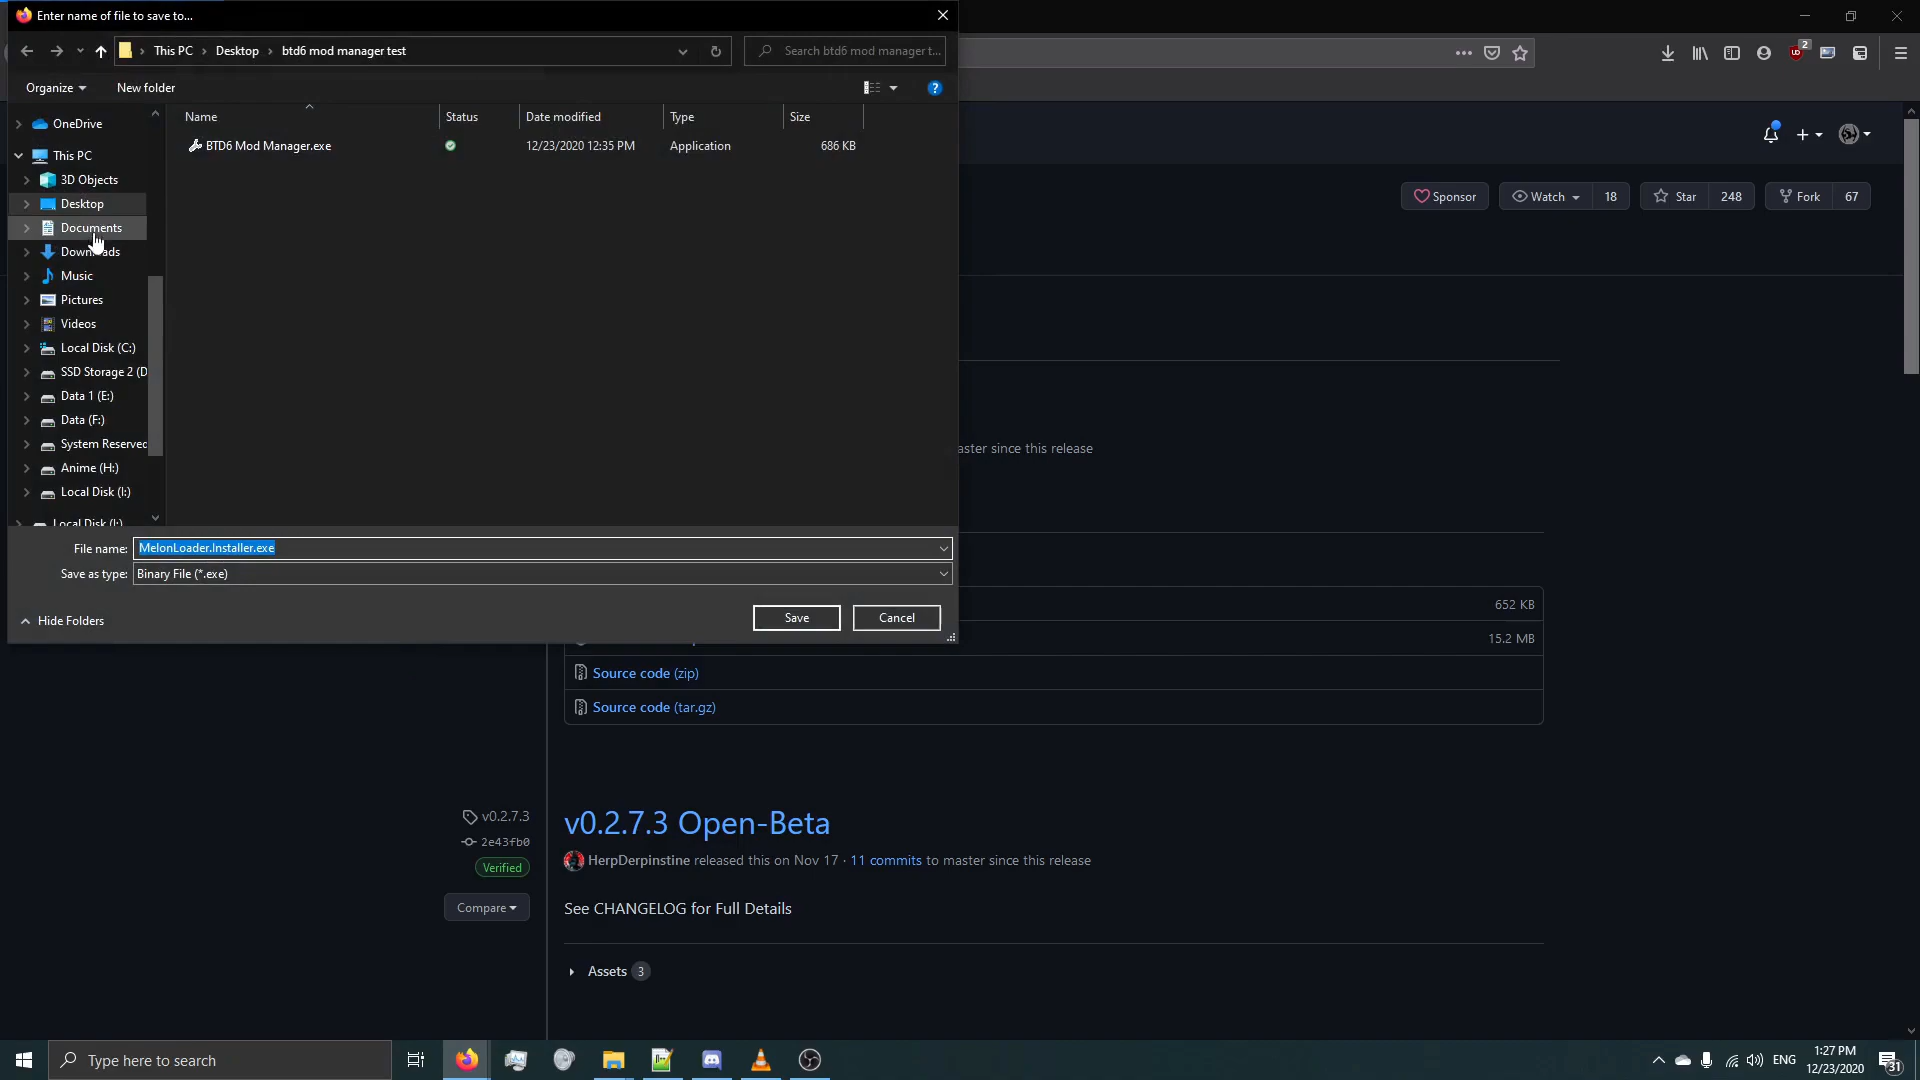 Enter name of file to save to...
This PC > Desktop > btd6 mod manager test
Search btd6 mod manager t...
Organize
New folder
Name
Status
Date modified
Type
Size
BTD6 Mod Manager.exe
12/23/2020 12:35 PM
Application
686 KB
OneDrive
This PC
3D Objects
Desktop
Documents
Downloads
Music
Pictures
Videos
Local Disk (C:)
SSD Storage 2 (D
Data 1 (E:)
Data (F:)
System Reserved
Anime (H:)
Local Disk (I:)
Local Disk (I:)
File name: MelonLoader.Installer.exe
Save as type: Binary File (*.exe)
Hide Folders
Save
Cancel
2
Sponsor
Watch
18
Star
248
Fork
67
aster since this release
652 KB
15.2 MB
Source code (zip)
Source code (tar.gz)
v0.2.7.3
2e43fb0
Verified
Compare
v0.2.7.3 Open-Beta
HerpDerpinstine released this on Nov 17 · 11 commits to master since this release
See CHANGELOG for Full Details
Assets 3
Type here to search
ENG
1:27 PM
12/23/2020
31